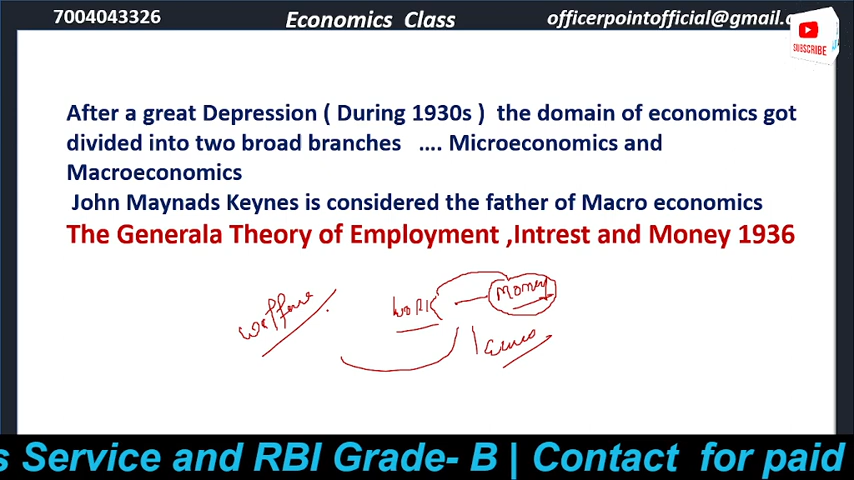 7004043326 Economics Class officerpointofficial@gmail.c
SUBSCRIBE
After a great Depression ( During 1930s ) the domain of economics got
divided into two broad branches .... Microeconomics and
Macroeconomics
John Maynads Keynes is considered the father of Macro economics
The Generala Theory of Employment ,Intrest and Money 1936
welfare
Money
s Service and RBI Grade- B | Contact for paid